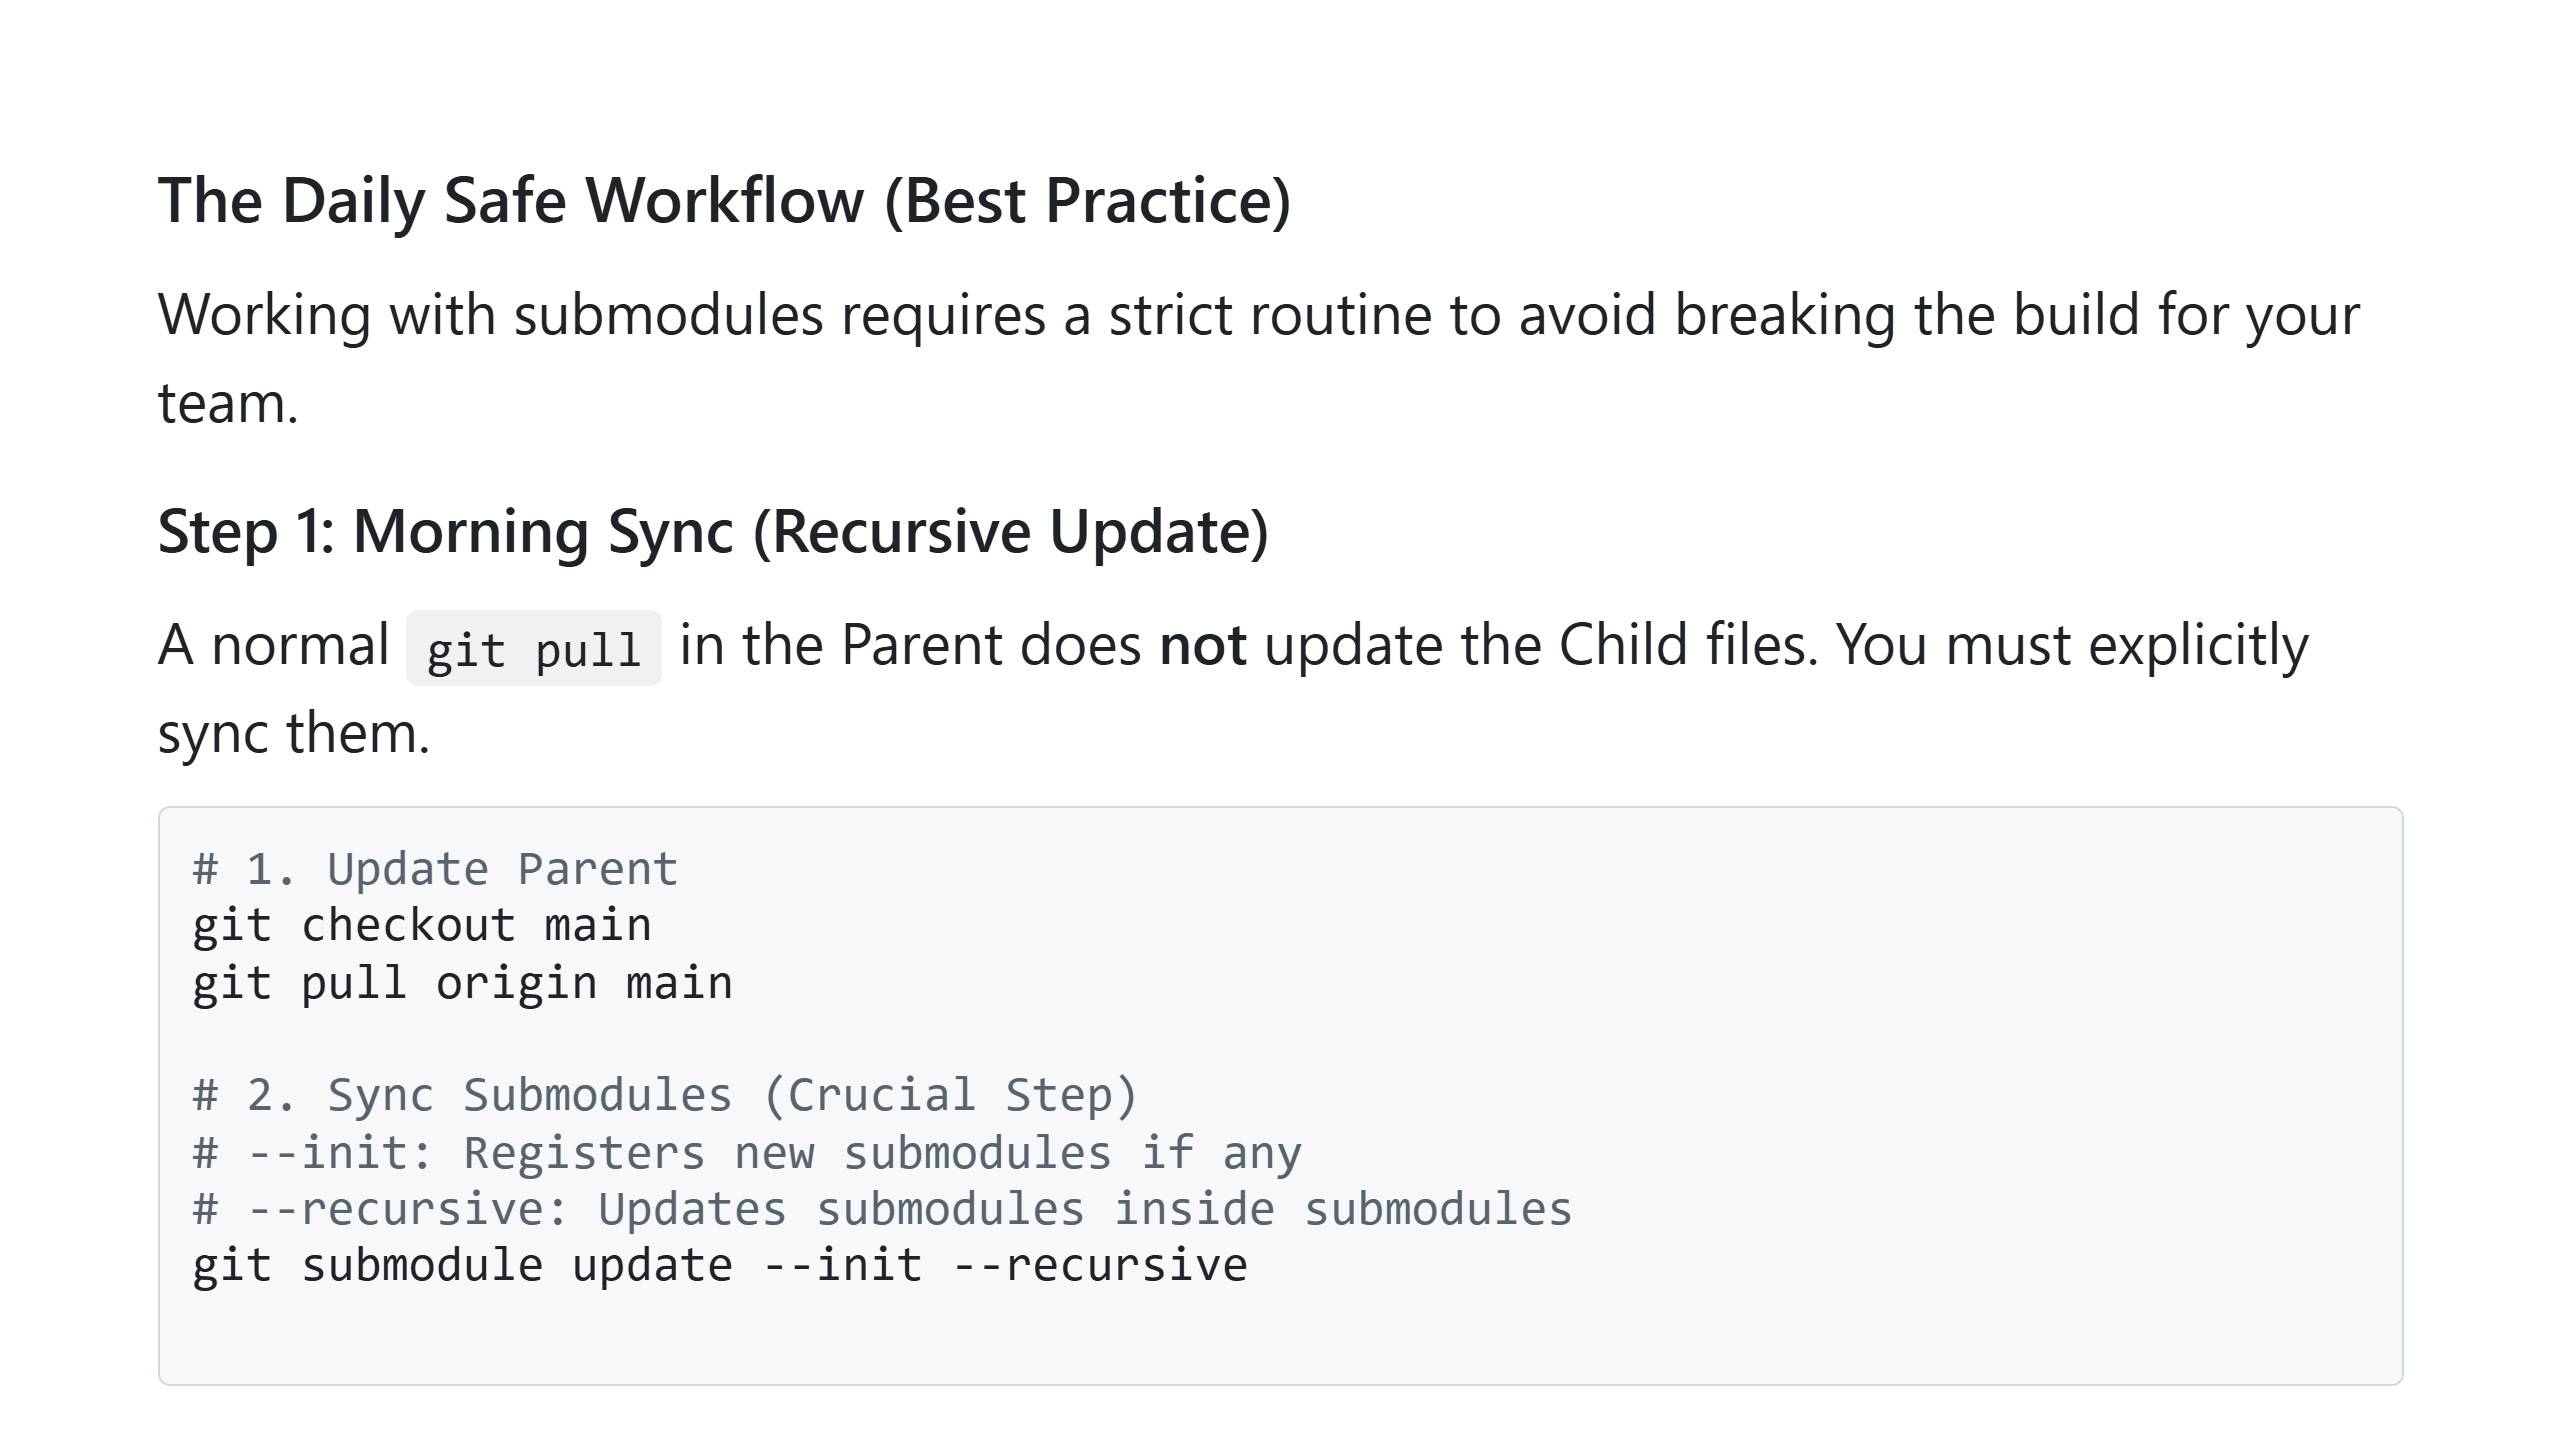 The Daily Safe Workflow (Best Practice)
Working with submodules requires a strict routine to avoid breaking the build for your
team.
Step 1: Morning Sync (Recursive Update)
A normal git pull in the Parent does not update the Child files. You must explicitly
sync them.
# 1. Update Parent
git checkout main
git pull origin main
# 2. Sync Submodules (Crucial Step)
# --init: Registers new submodules if any
# --recursive: Updates submodules inside submodules
git submodule update --init --recursive